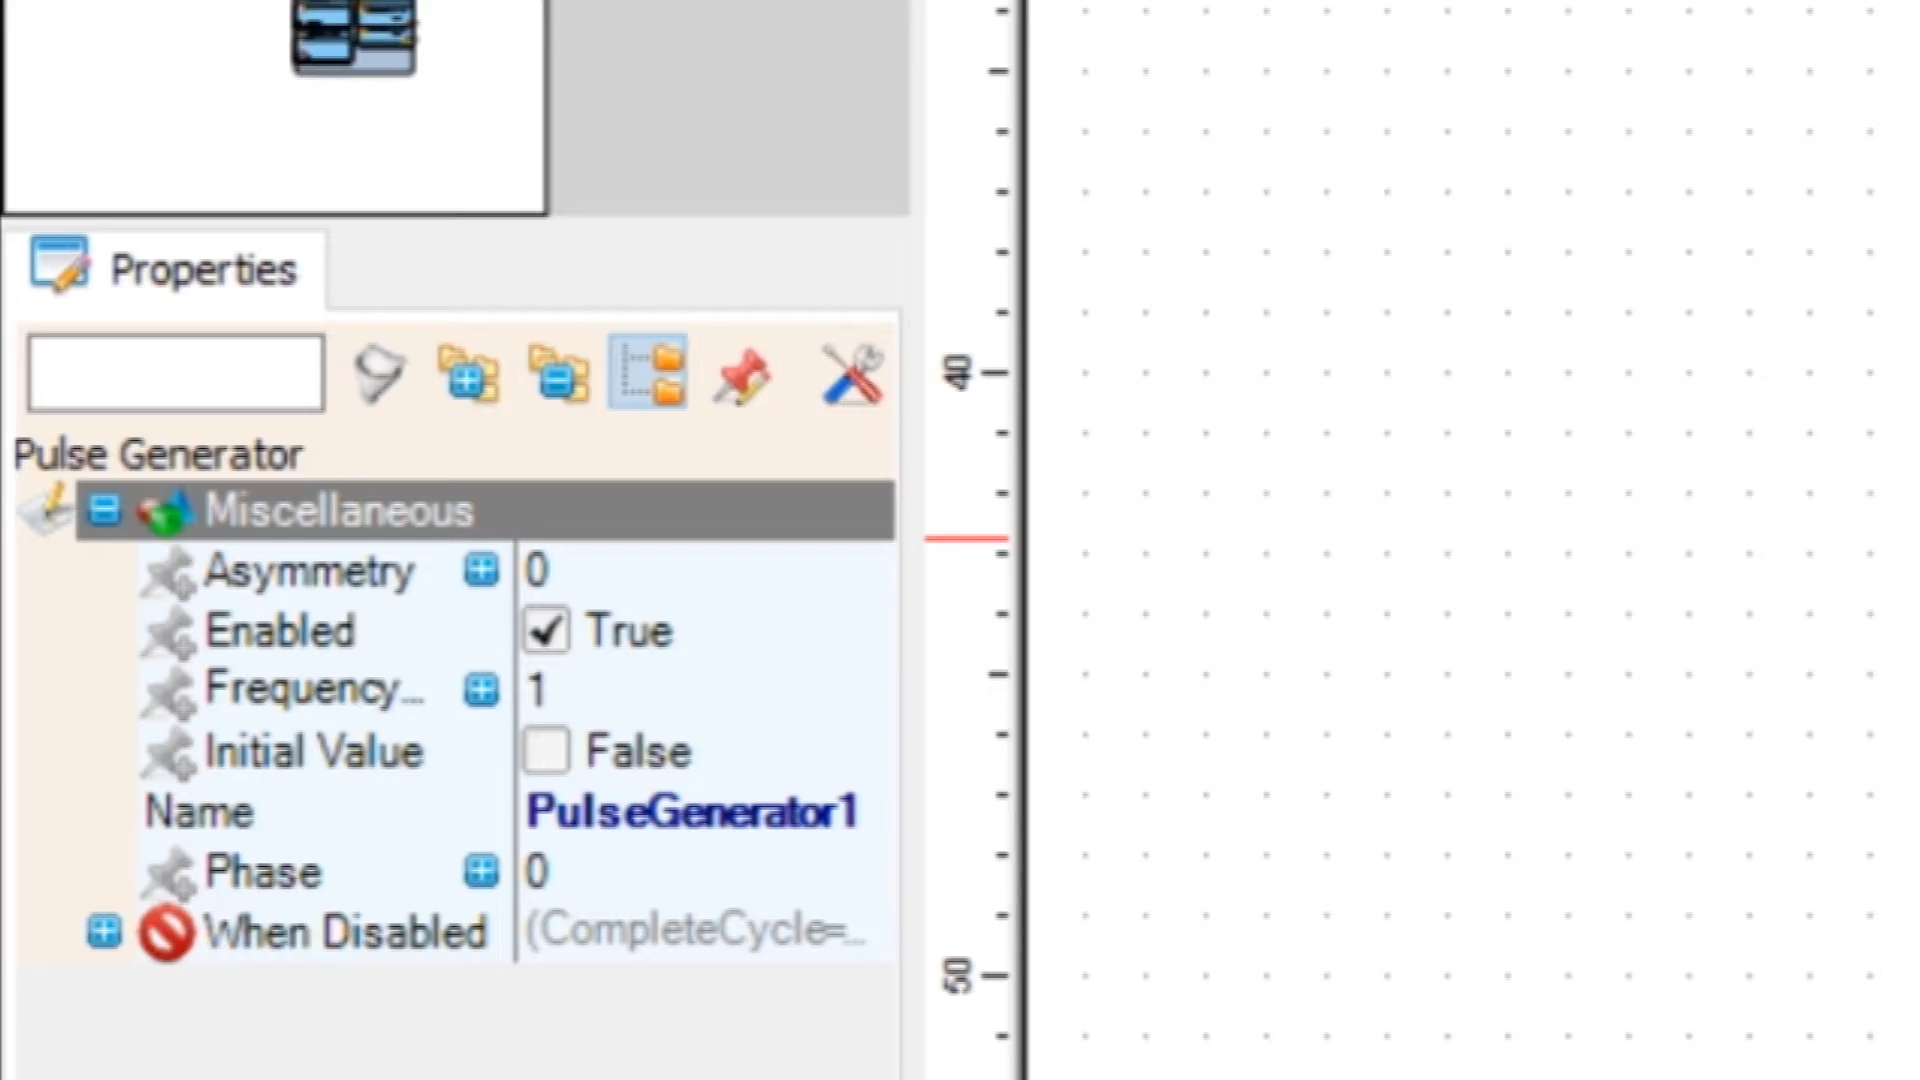 Properties
Pulse Generator
Miscellaneous
Asymmetry 0
Enabled True
Frequency... 1
Initial Value False
Name PulseGenerator1
Phase 0
When Disabled (CompleteCycle=...
40
50